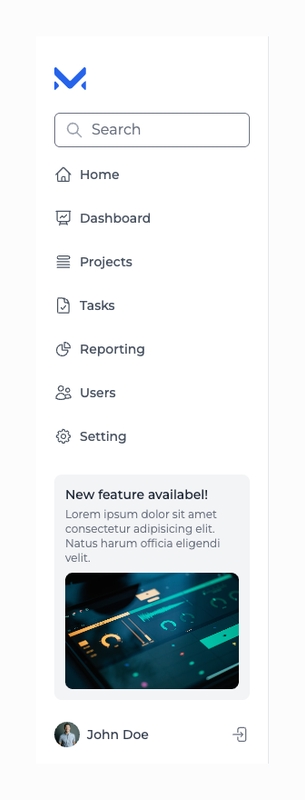 Search
Home
Dashboard
Projects
Tasks
Reporting
Users
Setting
New feature availabel!
Lorem ipsum dolor sit amet
consectetur adipisicing elit.
Natus harum officia eligendi
velit.
John Doe